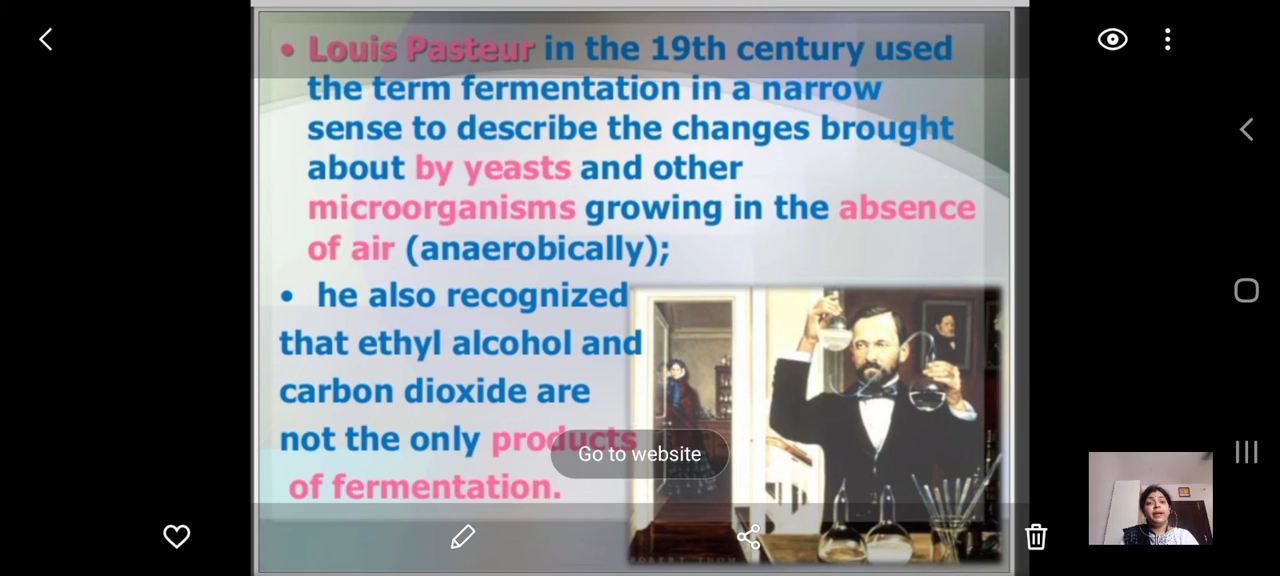 • Louis Pasteur in the 19th century used
the term fermentation in a narrow
sense to describe the changes brought
about by yeasts and other
microorganisms growing in the absence
of air (anaerobically);
• he also recognized
that ethyl alcohol and
carbon dioxide are
not the only products
of fermentation.
Go to website